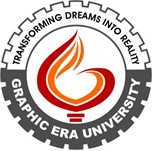 TRANSFORMING DREAMS INTO REALITY
GRAPHIC ERA UNIVERSITY